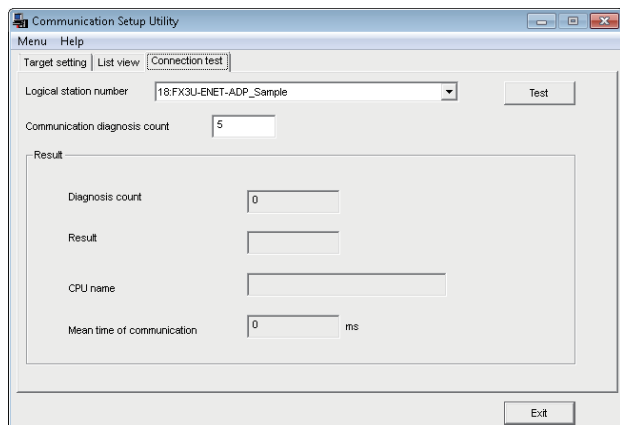 Communication Setup Utility
Menu Help
Target setting List view Connection test
Logical station number 18:FX3U-ENET-ADP_Sample Test
Communication diagnosis count 5
Result
Diagnosis count 0
Result
CPU name
Mean time of communication 0 ms
Exit